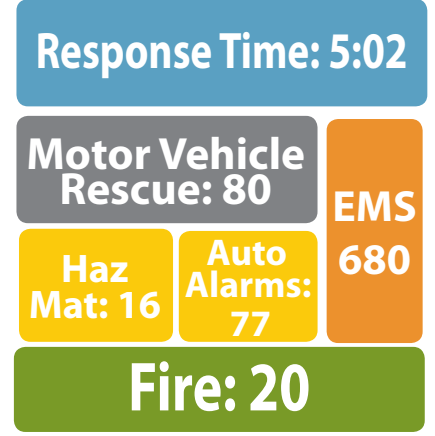 Response Time: 5:02
Motor Vehicle
Rescue: 80
EMS
680
Haz
Mat: 16
Auto
Alarms:
77
Fire: 20